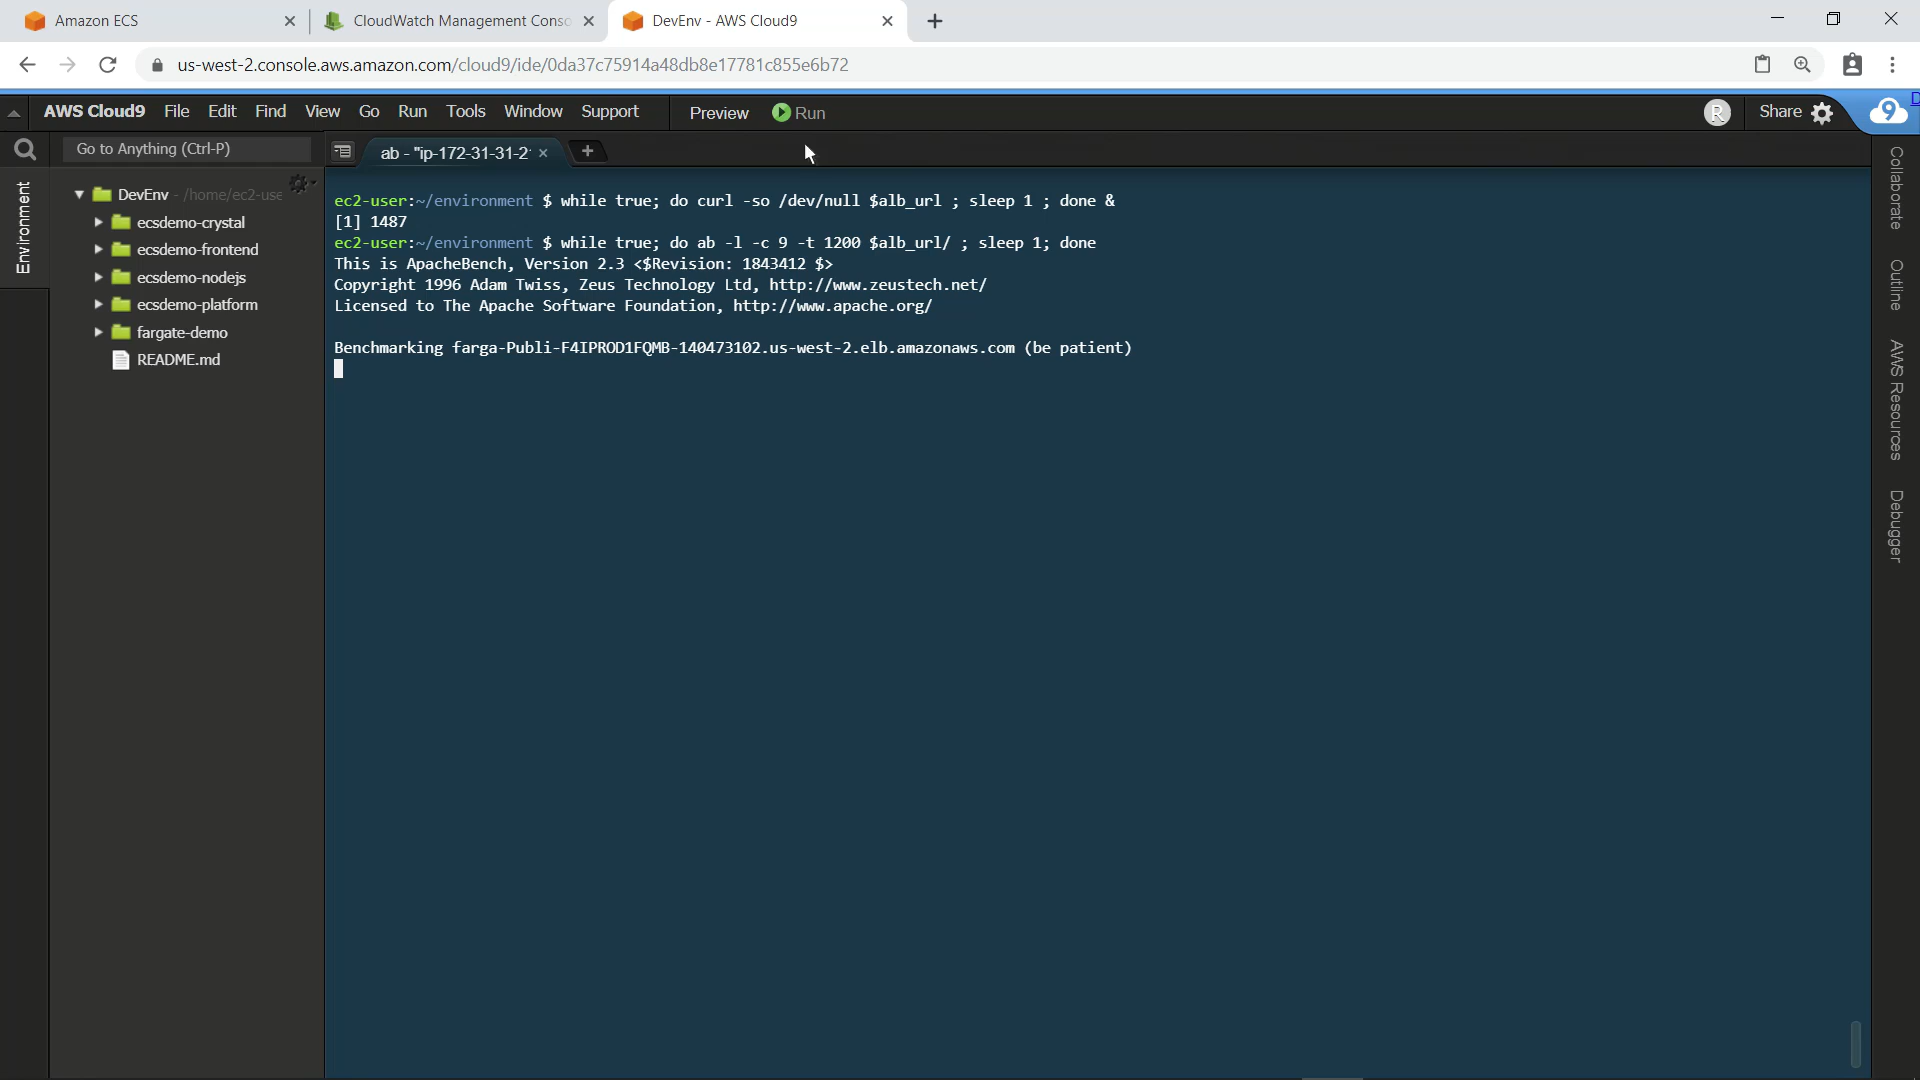 Amazon ECS
CloudWatch Management Conso
DevEnv - AWS Cloud9
us-west-2.console.aws.amazon.com/cloud9/ide/0da37c75914a48db8e17781c855e6b72
AWS Cloud9 File Edit Find View Go Run Tools Window Support Preview Run R Share 9 D
Go to Anything (Ctrl-P)
ab - "ip-172-31-31-2
Environment
DevEnv - /home/ec2-use
ecsdemo-crystal
ecsdemo-frontend
ecsdemo-nodejs
ecsdemo-platform
fargate-demo
README.md
ec2-user:~/environment $ while true; do curl -so /dev/null $alb_url ; sleep 1 ; done &
[1] 1487
ec2-user:~/environment $ while true; do ab -l -c 9 -t 1200 $alb_url/ ; sleep 1; done
This is ApacheBench, Version 2.3 <$Revision: 1843412 $>
Copyright 1996 Adam Twiss, Zeus Technology Ltd, http://www.zeustech.net/
Licensed to The Apache Software Foundation, http://www.apache.org/
Benchmarking farga-Publi-F4IPROD1FQMB-140473102.us-west-2.elb.amazonaws.com (be patient)
Collaborate
Outline
AWS Resources
Debugger